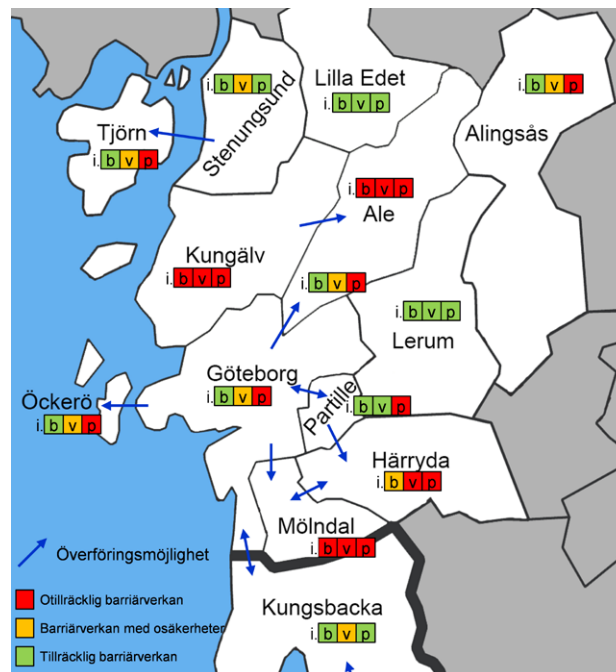 i. b v p
Lilla Edet
i. b v p
i. b v p
Alingsås
Tjörn
i. b v p
Stenungsund
i. b v p
Ale
Kungälv
i. b v p
i. b v p
i. b v p
Lerum
Göteborg
i. b v p
Öckerö
i. b v p
Partille
i. b v p
Härryda
i. b v p
Mölndal
i. b v p
Överföringsmöjlighet
Otillräcklig barriärverkan
Barriärverkan med osäkerheter
Tillräcklig barriärverkan
Kungsbacka
i. b v p